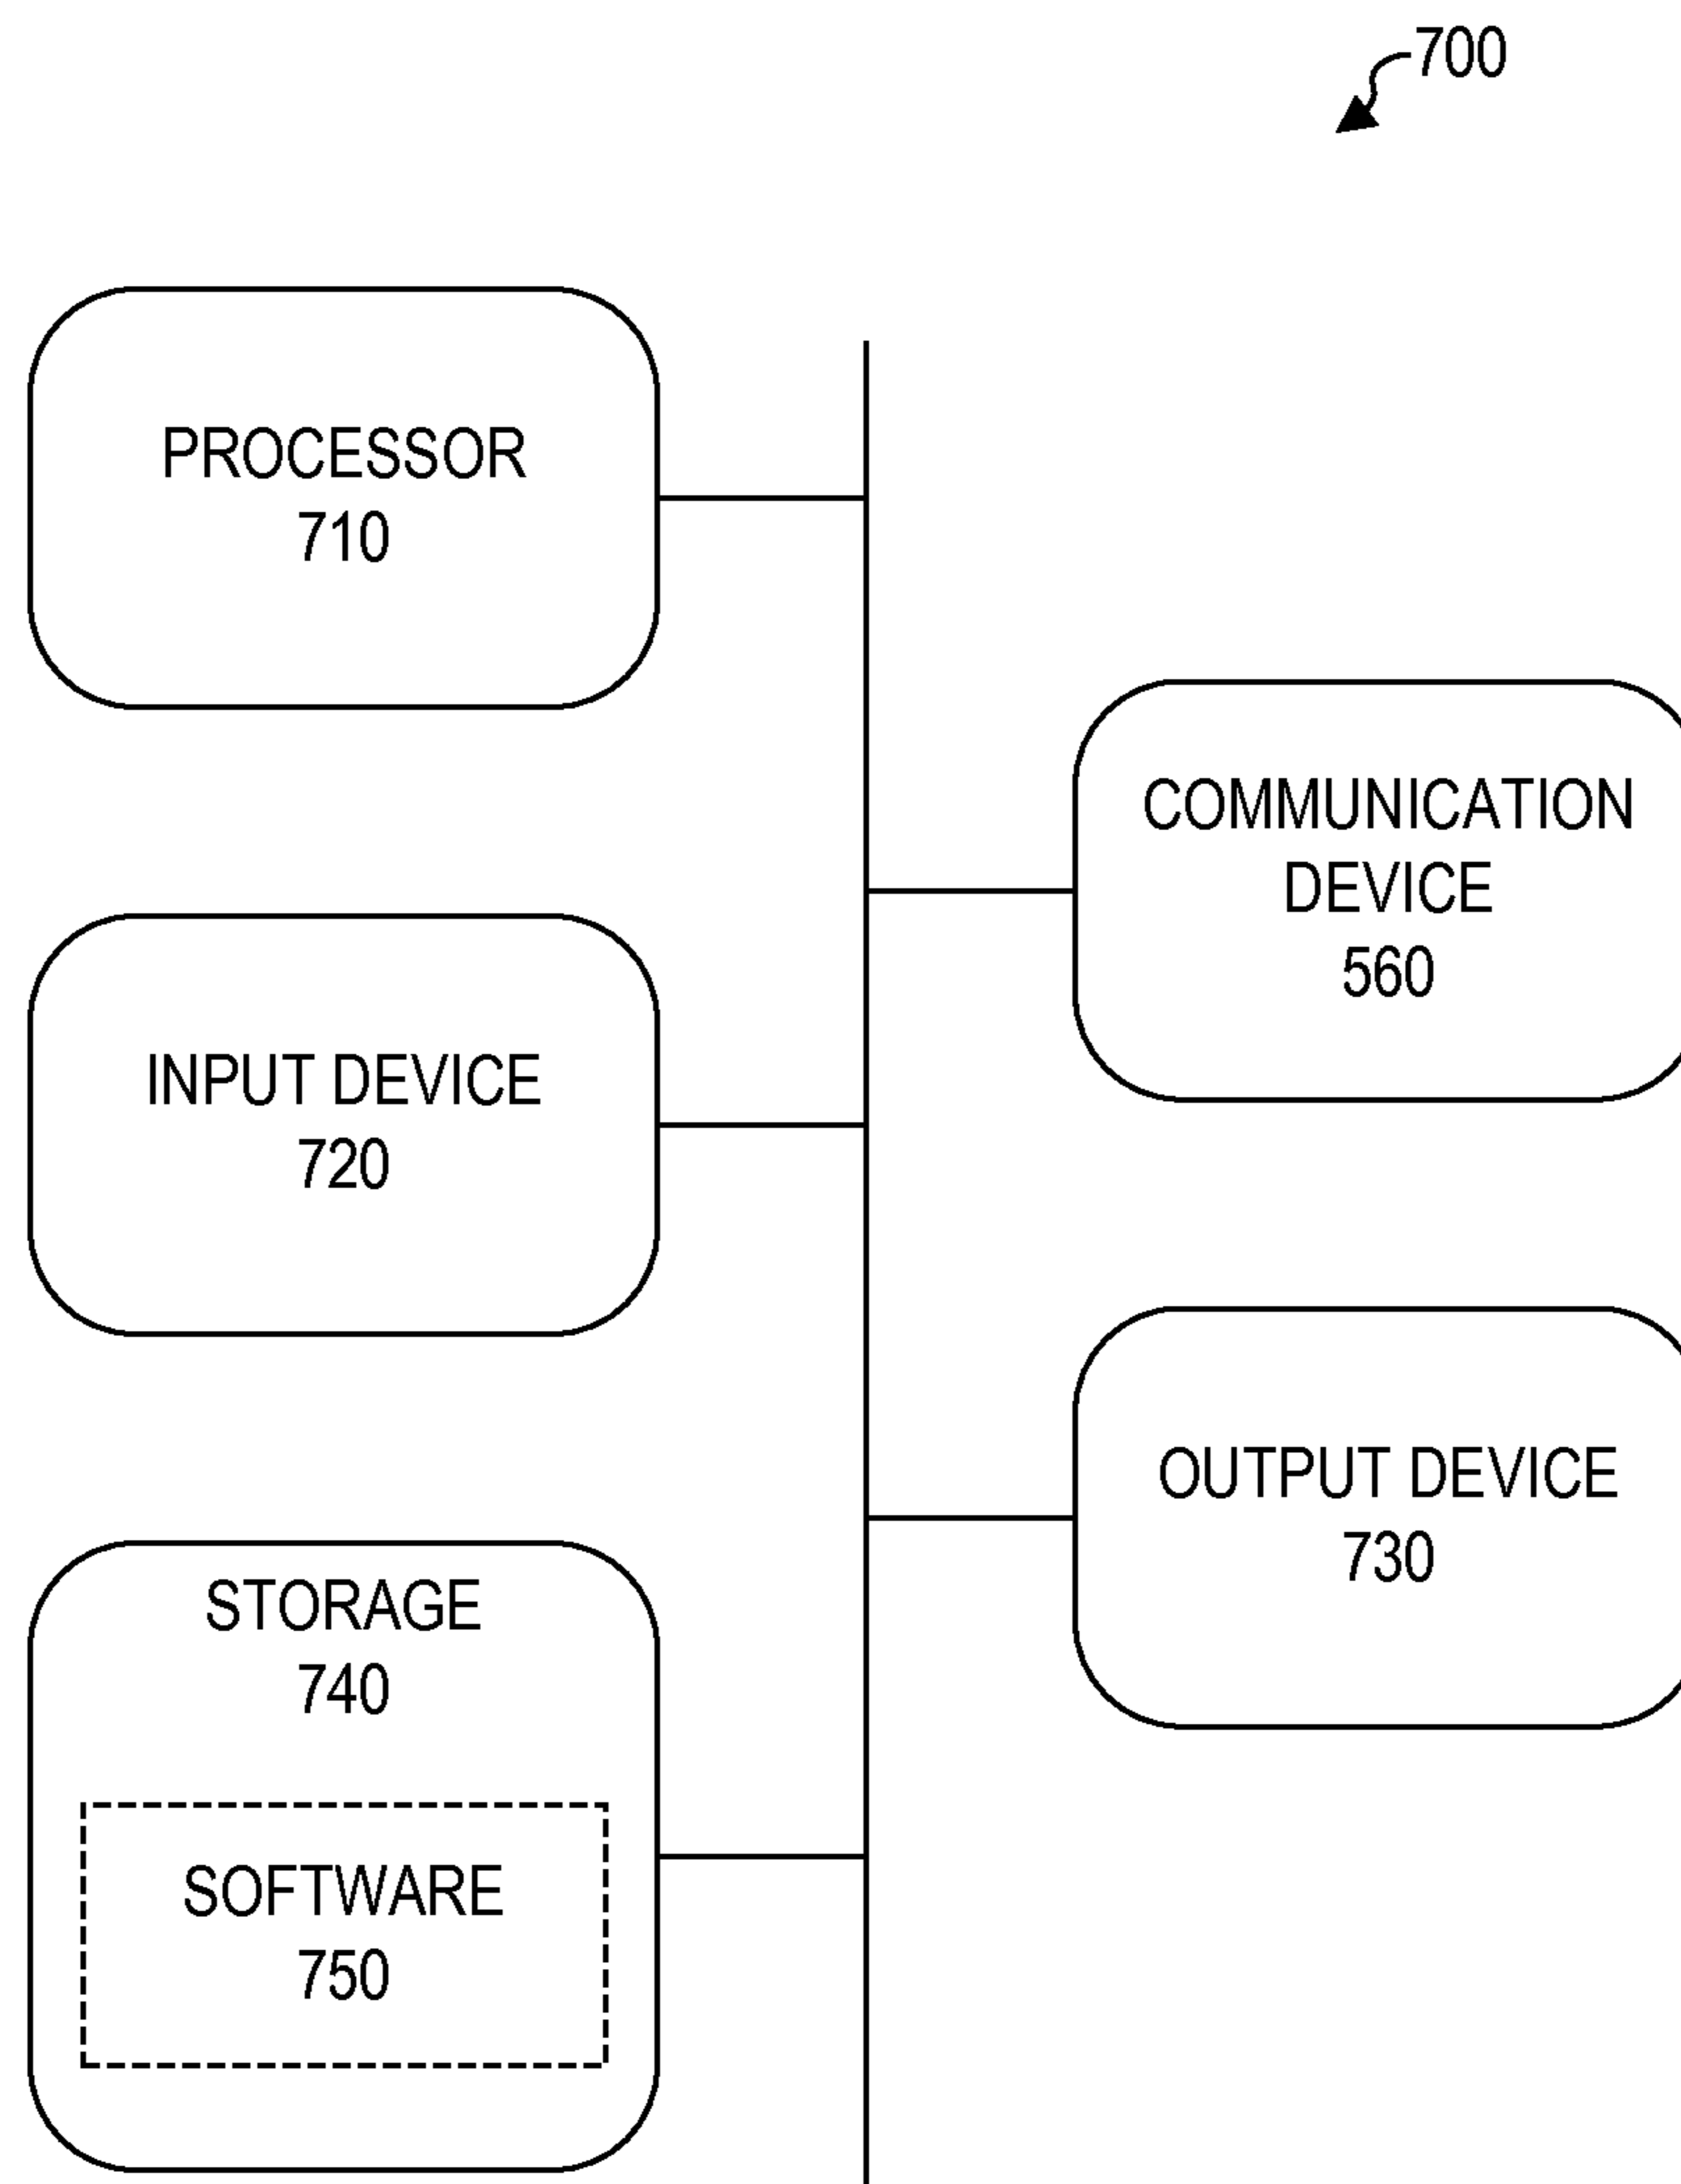 700
PROCESSOR
710
COMMUNICATION
DEVICE
560
INPUT DEVICE
720
OUTPUT DEVICE
730
STORAGE
740
SOFTWARE
750